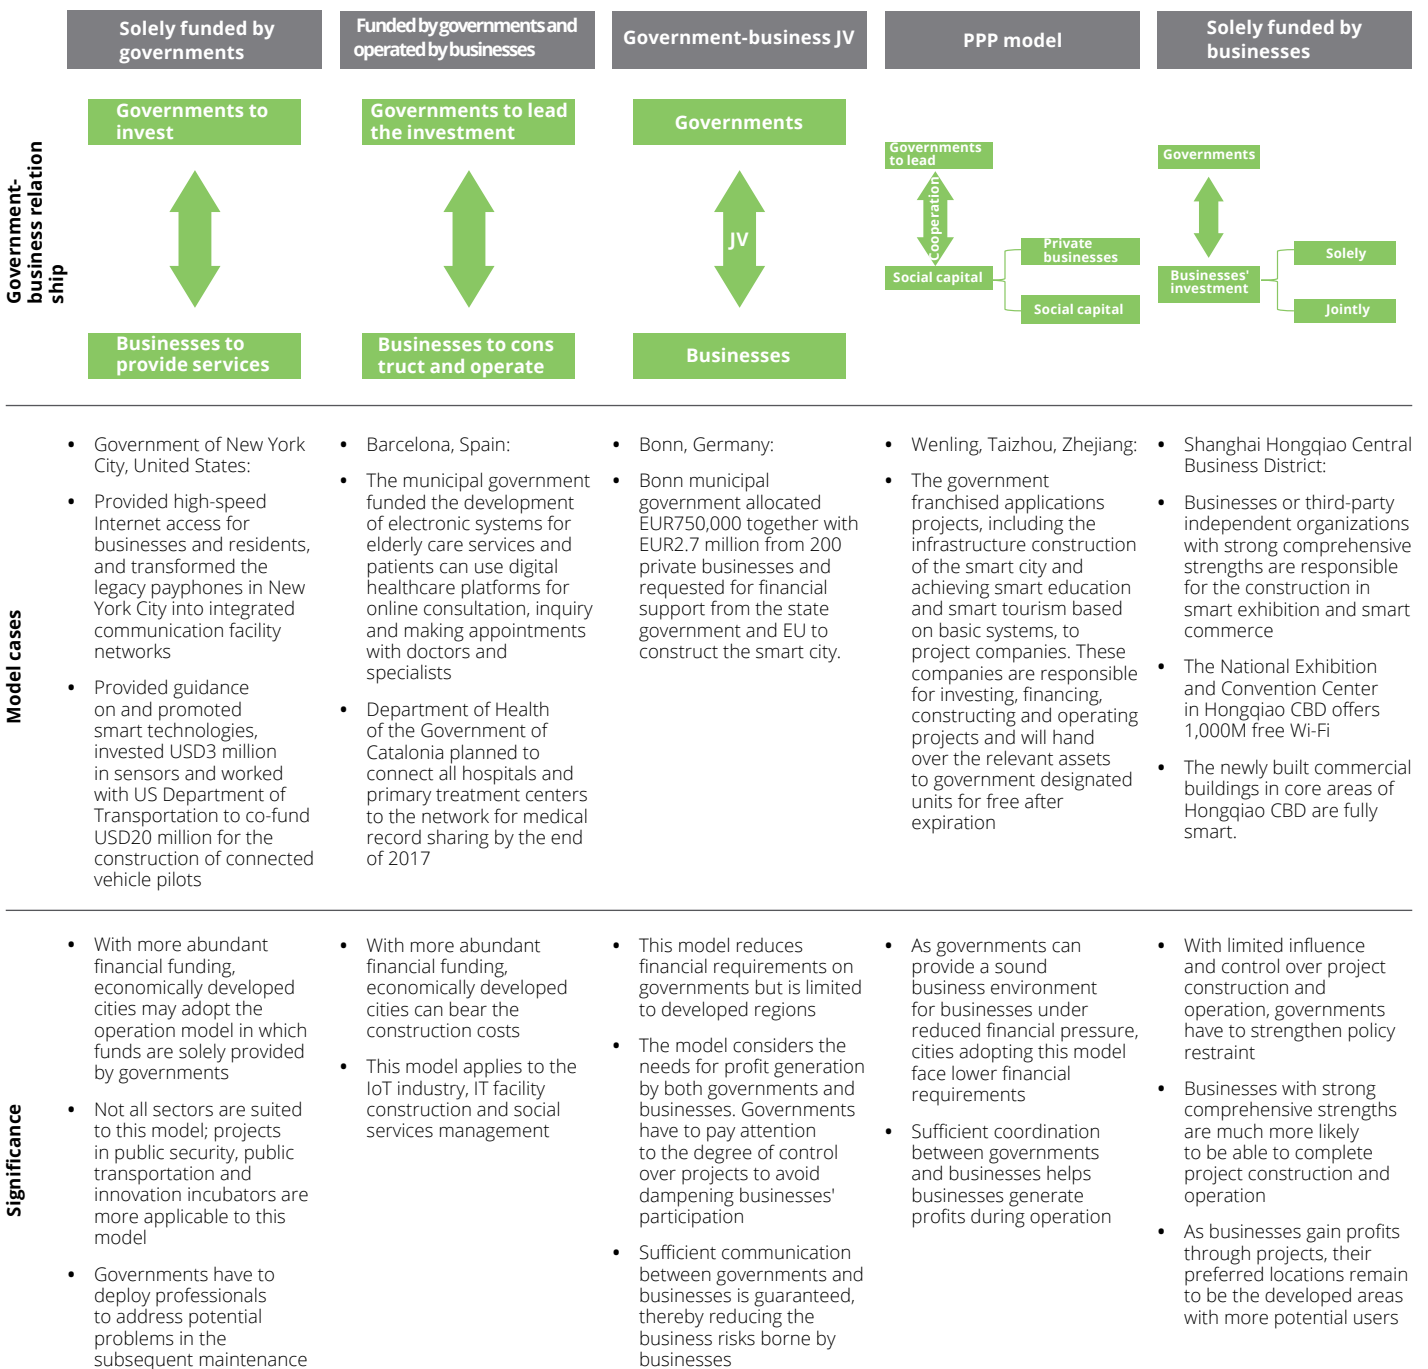 Solely funded by
governments
Funded by governments and
operated by businesses
Government-business JV
PPP model
Solely funded by
businesses
Government-
business relation
ship
Governments to
invest
Businesses to
provide services
Governments to lead
the investment
Businesses to cons
truct and operate
Governments
JV
Businesses
Governments
to lead
Cooperation
Social capital
Private
businesses
Social capital
Governments
Businesses'
investment
Solely
Jointly
Model cases
• Government of New York
City, United States:
• Provided high-speed
Internet access for
businesses and residents,
and transformed the
legacy payphones in New
York City into integrated
communication facility
networks
• Provided guidance
on and promoted
smart technologies,
invested USD3 million
in sensors and worked
with US Department of
Transportation to co-fund
USD20 million for the
construction of connected
vehicle pilots
• Barcelona, Spain:
• The municipal government
funded the development
of electronic systems for
elderly care services and
patients can use digital
healthcare platforms for
online consultation, inquiry
and making appointments
with doctors and
specialists
• Department of Health
of the Government of
Catalonia planned to
connect all hospitals and
primary treatment centers
to the network for medical
record sharing by the end
of 2017
• Bonn, Germany:
• Bonn municipal
government allocated
EUR750,000 together with
EUR2.7 million from 200
private businesses and
requested for financial
support from the state
government and EU to
construct the smart city.
• Wenling, Taizhou, Zhejiang:
• The government
franchised applications
projects, including the
infrastructure construction
of the smart city and
achieving smart education
and smart tourism based
on basic systems, to
project companies. These
companies are responsible
for investing, financing,
constructing and operating
projects and will hand
over the relevant assets
to government designated
units for free after
expiration
• Shanghai Hongqiao Central
Business District:
• Businesses or third-party
independent organizations
with strong comprehensive
strengths are responsible
for the construction in
smart exhibition and smart
commerce
• The National Exhibition
and Convention Center
in Hongqiao CBD offers
1,000M free Wi-Fi
• The newly built commercial
buildings in core areas of
Hongqiao CBD are fully
smart.
Significance
• With more abundant
financial funding,
economically developed
cities may adopt the
operation model in which
funds are solely provided
by governments
• Not all sectors are suited
to this model; projects
in public security, public
transportation and
innovation incubators are
more applicable to this
model
• Governments have to
deploy professionals
to address potential
problems in the
subsequent maintenance
• With more abundant
financial funding,
economically developed
cities can bear the
construction costs
• This model applies to the
IoT industry, IT facility
construction and social
services management
• This model reduces
financial requirements on
governments but is limited
to developed regions
• The model considers the
needs for profit generation
by both governments and
businesses. Governments
have to pay attention
to the degree of control
over projects to avoid
dampening businesses'
participation
• Sufficient communication
between governments and
businesses is guaranteed,
thereby reducing the
business risks borne by
businesses
• As governments can
provide a sound
business environment
for businesses under
reduced financial pressure,
cities adopting this model
face lower financial
requirements
• Sufficient coordination
between governments
and businesses helps
businesses generate
profits during operation
• With limited influence
and control over project
construction and
operation, governments
have to strengthen policy
restraint
• Businesses with strong
comprehensive strengths
are much more likely
to be able to complete
project construction and
operation
• As businesses gain profits
through projects, their
preferred locations remain
to be the developed areas
with more potential users